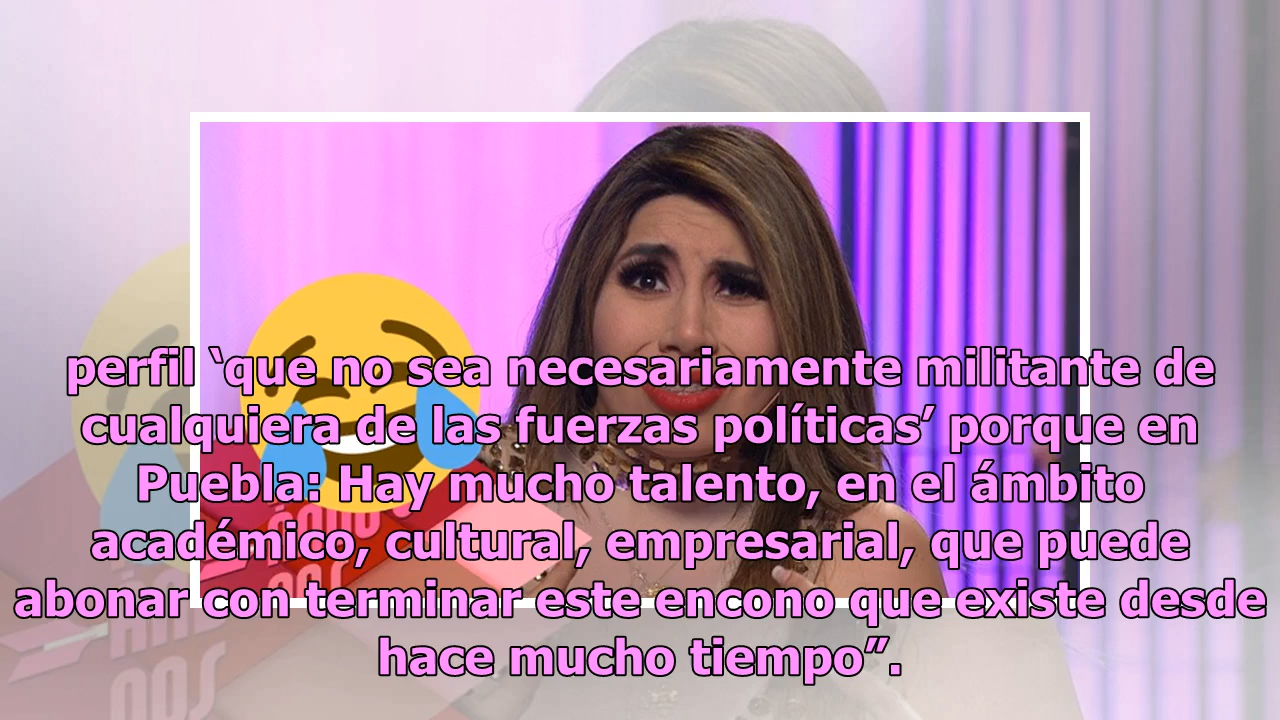 perfil ‘que no sea necesariamente militante de
cualquiera de las fuerzas políticas’ porque en
Puebla: Hay mucho talento, en el ámbito
académico, cultural, empresarial, que puede
abonar con terminar este encono que existe desde
hace mucho tiempo”.